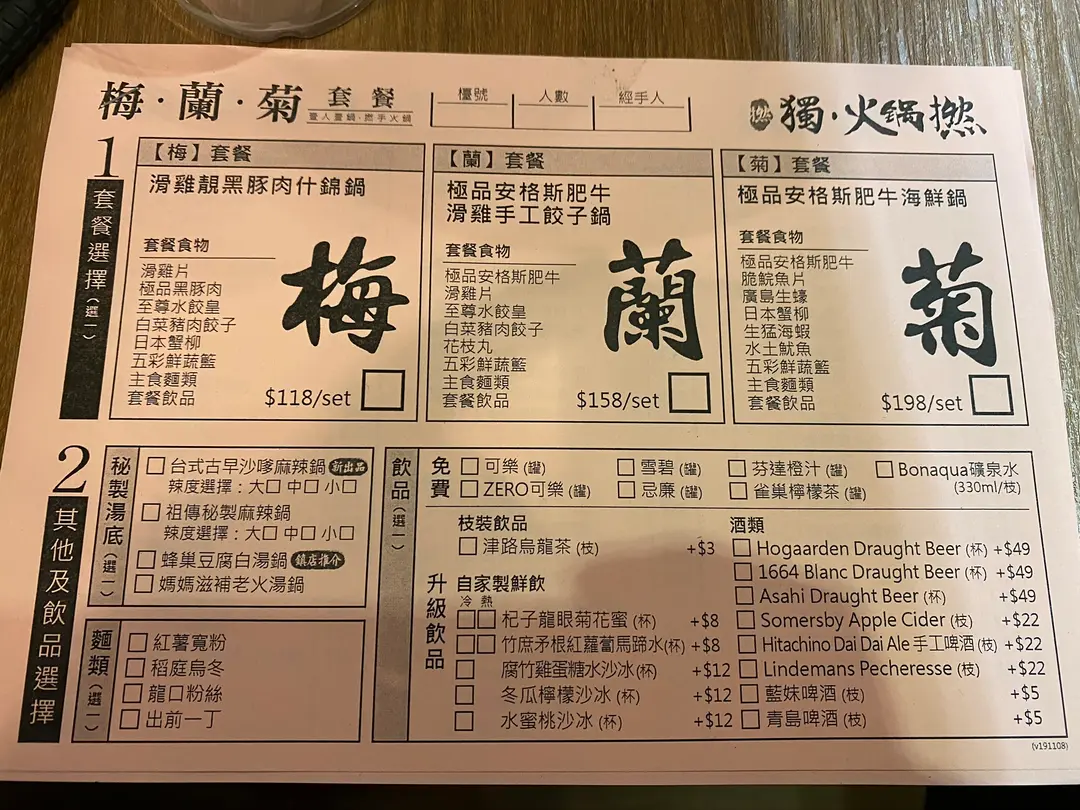 梅·蘭·菊 套餐
壹人壹鍋·撚手火鍋
檯號 人數 經手人
撚 獨·火鍋撚
1 套餐選擇(選一)
【梅】套餐
滑雞靚黑豚肉什錦鍋
套餐食物
滑雞片
極品黑豚肉
至尊水餃皇
白菜豬肉餃子
日本蟹柳
五彩鮮蔬籃
主食麵類
套餐飲品
梅
$118/set
【蘭】套餐
極品安格斯肥牛
滑雞手工餃子鍋
套餐食物
極品安格斯肥牛
滑雞片
至尊水餃皇
白菜豬肉餃子
花枝丸
五彩鮮蔬籃
主食麵類
套餐飲品
蘭
$158/set
【菊】套餐
極品安格斯肥牛海鮮鍋
套餐食物
極品安格斯肥牛
脆鯇魚片
廣島生蠔
日本蟹柳
生猛海蝦
水土魷魚
五彩鮮蔬籃
主食麵類
套餐飲品
菊
$198/set
2 其他及飲品選擇
秘製湯底(選一)
台式古早沙嗲麻辣鍋 新出品
辣度選擇:大 中 小
祖傳秘製麻辣鍋
辣度選擇:大 中 小
蜂巢豆腐白湯鍋 鎮店推介
媽媽滋補老火湯鍋
麵類(選一)
紅薯寬粉
稻庭烏冬
龍口粉絲
出前一丁
飲品(選一)
免費
可樂(罐) 雪碧(罐) 芬達橙汁(罐) Bonaqua礦泉水
ZERO可樂(罐) 忌廉(罐) 雀巢檸檬茶(罐) (330ml/枝)
升級飲品
枝裝飲品
津路烏龍茶(枝) +$3
自家製鮮飲
冷 熱
杞子龍眼菊花蜜(杯) +$8
竹庶矛根紅蘿蔔馬蹄水(杯) +$8
腐竹雞蛋糖水沙冰(杯) +$12
冬瓜檸檬沙冰(杯) +$12
水蜜桃沙冰(杯) +$12
酒類
Hogaarden Draught Beer(杯) +$49
1664 Blanc Draught Beer(杯) +$49
Asahi Draught Beer(杯) +$49
Somersby Apple Cider(枝) +$22
Hitachino Dai Dai Ale 手工啤酒(枝) +$22
Lindemans Pecheresse(枝) +$22
藍妹啤酒(枝) +$5
青島啤酒(枝) +$5
(v191108)